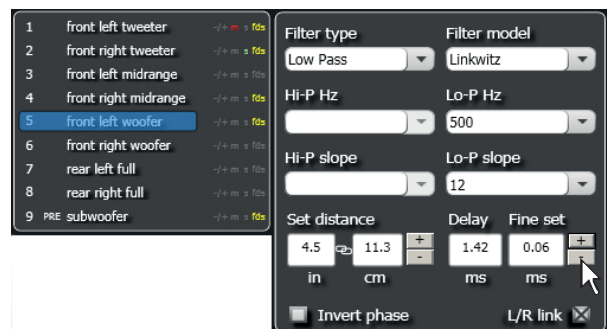 1 front left tweeter -/+ m s fds
2 front right tweeter -/+ m s fds
3 front left midrange -/+ m s fds
4 front right midrange -/+ m s fds
5 front left woofer -/+ m s fds
6 front right woofer -/+ m s fds
7 rear left full -/+ m s fds
8 rear right full -/+ m s fds
9 PRE subwoofer -/+ m s fds
Filter type Filter model
Low Pass Linkwitz
Hi-P Hz Lo-P Hz
500
Hi-P slope Lo-P slope
12
Set distance Delay Fine set
4.5 11.3 + - 1.42 0.06 + -
in cm ms ms
Invert phase L/R link